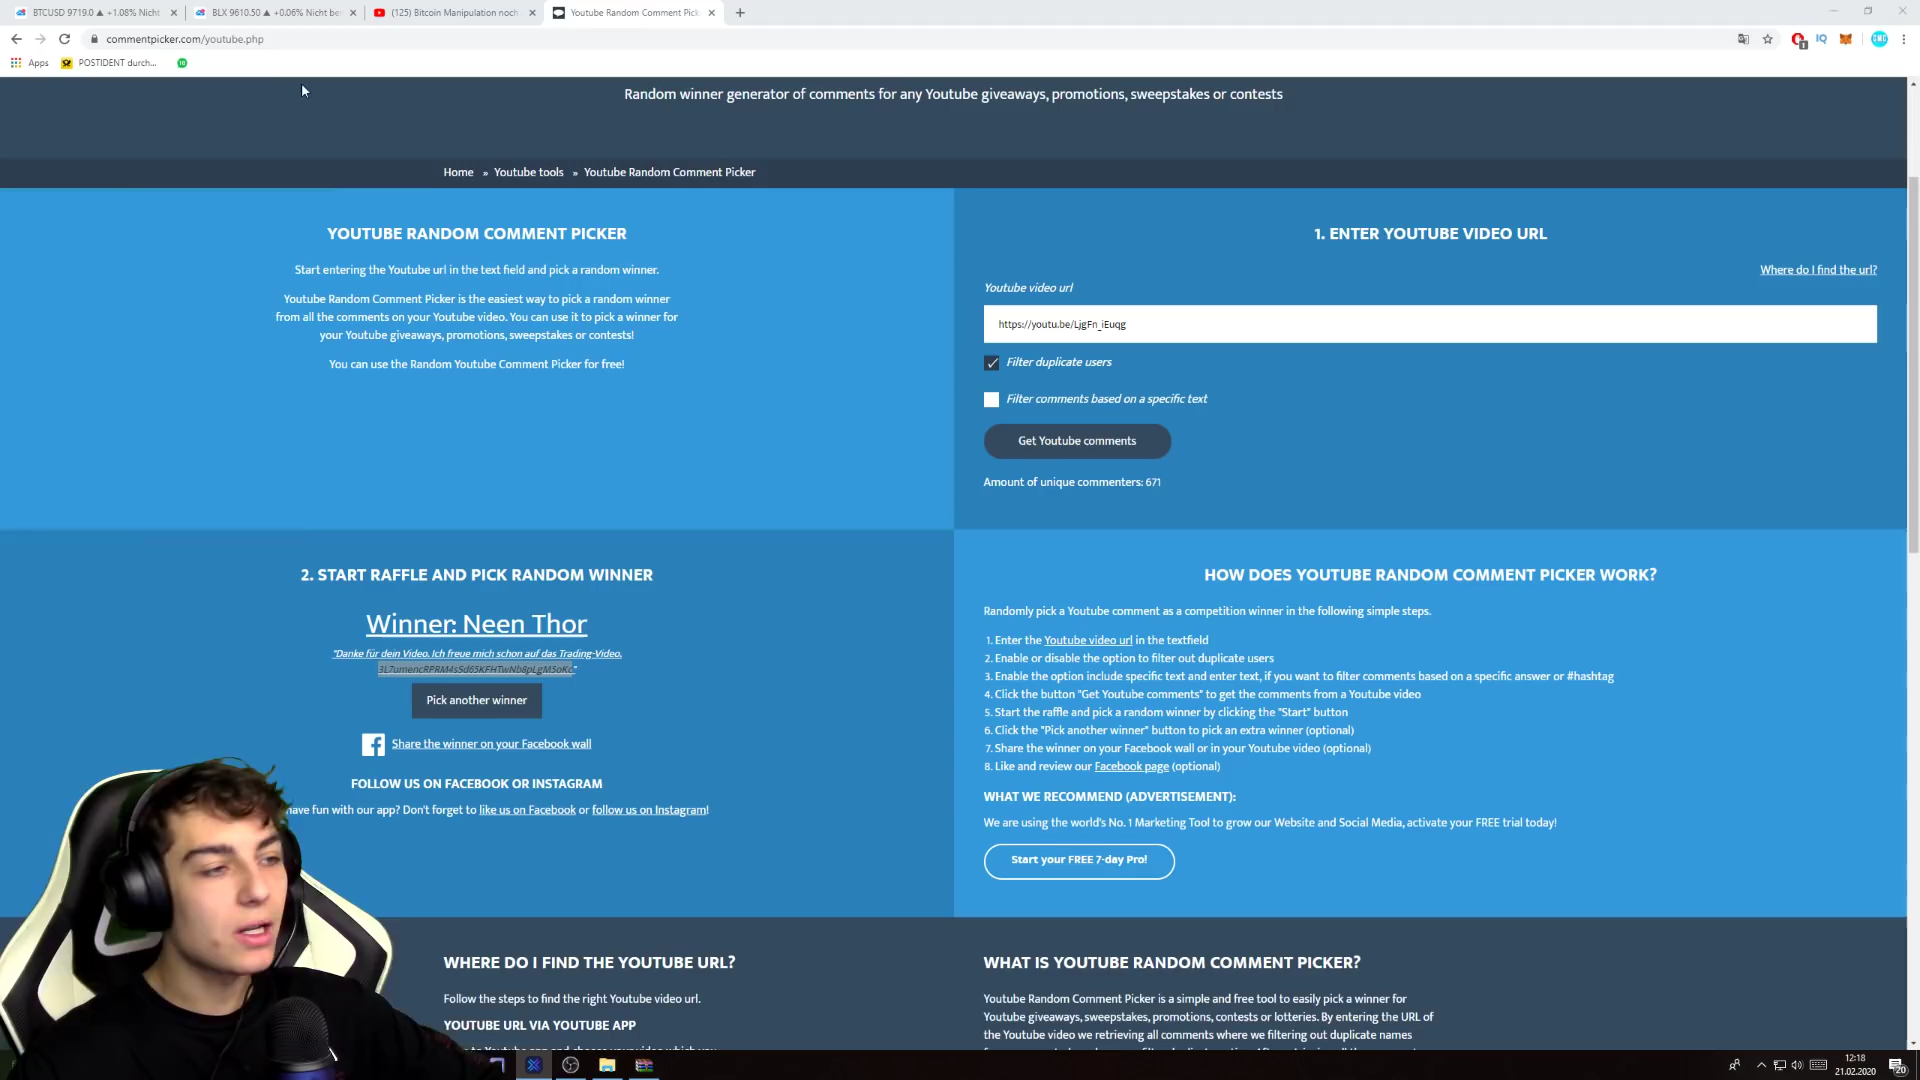 BTCUSD 9719.0 ▲ +1.08% Nicht
BLX 9610.50 ▲ +0.06% Nicht be
(125) Bitcoin Manipulation noch
Youtube Random Comment Pick
commentpicker.com/youtube.php
Apps
POSTIDENT durch...
Random winner generator of comments for any Youtube giveaways, promotions, sweepstakes or contests
Home » Youtube tools » Youtube Random Comment Picker
YOUTUBE RANDOM COMMENT PICKER
Start entering the Youtube url in the text field and pick a random winner.
Youtube Random Comment Picker is the easiest way to pick a random winner
from all the comments on your Youtube video. You can use it to pick a winner for
your Youtube giveaways, promotions, sweepstakes or contests!
You can use the Random Youtube Comment Picker for free!
1. ENTER YOUTUBE VIDEO URL
Where do I find the url?
Youtube video url
https://youtu.be/LjgFn_iEuqg
Filter duplicate users
Filter comments based on a specific text
Get Youtube comments
Amount of unique commenters: 671
2. START RAFFLE AND PICK RANDOM WINNER
Winner: Neen Thor
"Danke für dein Video. Ich freue mich schon auf das Trading-Video.
Pick another winner
Share the winner on your Facebook wall
FOLLOW US ON FACEBOOK OR INSTAGRAM
have fun with our app? Don't forget to like us on Facebook or follow us on Instagram!
HOW DOES YOUTUBE RANDOM COMMENT PICKER WORK?
Randomly pick a Youtube comment as a competition winner in the following simple steps.
1. Enter the Youtube video url in the textfield
2. Enable or disable the option to filter out duplicate users
3. Enable the option include specific text and enter text, if you want to filter comments based on a specific answer or #hashtag
4. Click the button "Get Youtube comments" to get the comments from a Youtube video
5. Start the raffle and pick a random winner by clicking the "Start" button
6. Click the "Pick another winner" button to pick an extra winner (optional)
7. Share the winner on your Facebook wall or in your Youtube video (optional)
8. Like and review our Facebook page (optional)
WHAT WE RECOMMEND (ADVERTISEMENT):
We are using the world's No. 1 Marketing Tool to grow our Website and Social Media, activate your FREE trial today!
Start your FREE 7-day Pro!
WHERE DO I FIND THE YOUTUBE URL?
Follow the steps to find the right Youtube video url.
YOUTUBE URL VIA YOUTUBE APP
WHAT IS YOUTUBE RANDOM COMMENT PICKER?
Youtube Random Comment Picker is a simple and free tool to easily pick a winner for
Youtube giveaways, sweepstakes, promotions, contests or lotteries. By entering the URL of
the Youtube video we retrieving all comments where we filtering out duplicate names
12:18
21.02.2020
20